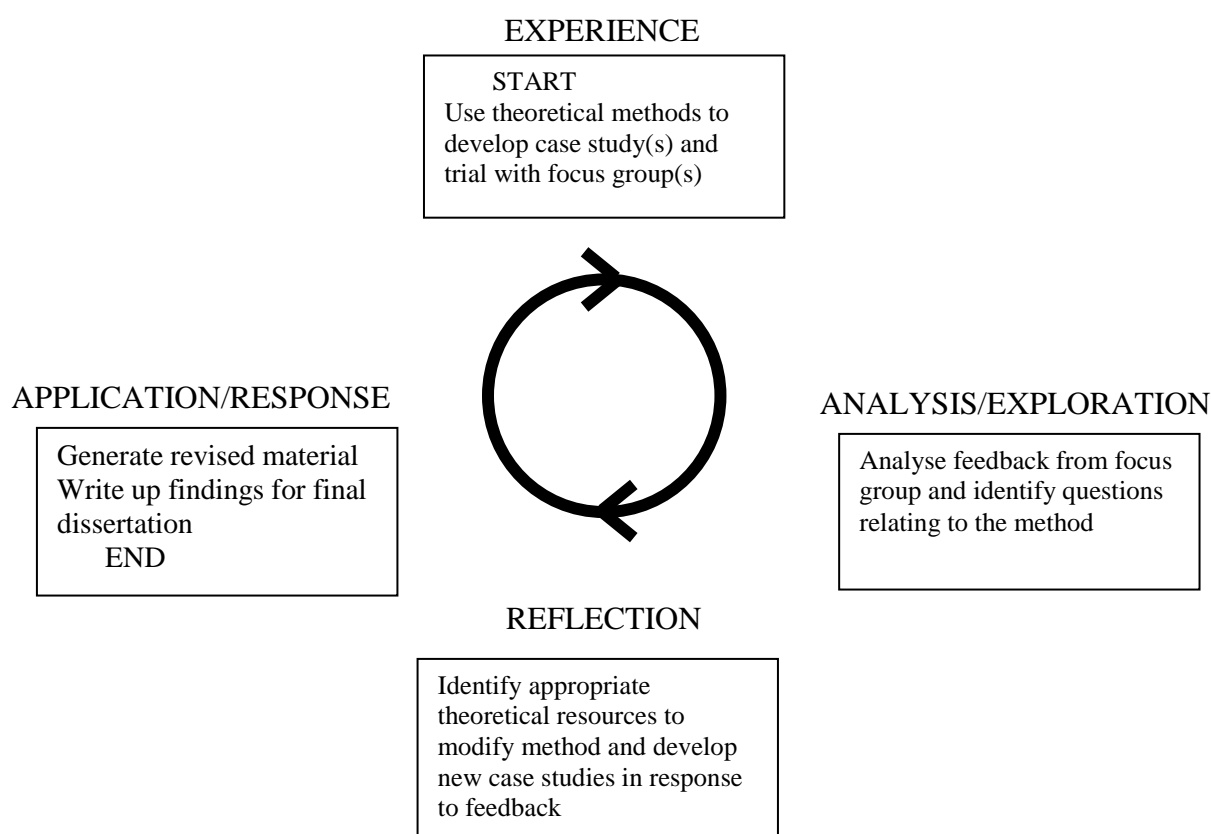 EXPERIENCE
START
Use theoretical methods to
develop case study(s) and
trial with focus group(s)
APPLICATION/RESPONSE
Generate revised material
Write up findings for final
dissertation
END
ANALYSIS/EXPLORATION
Analyse feedback from focus
group and identify questions
relating to the method
REFLECTION
Identify appropriate
theoretical resources to
modify method and develop
new case studies in response
to feedback